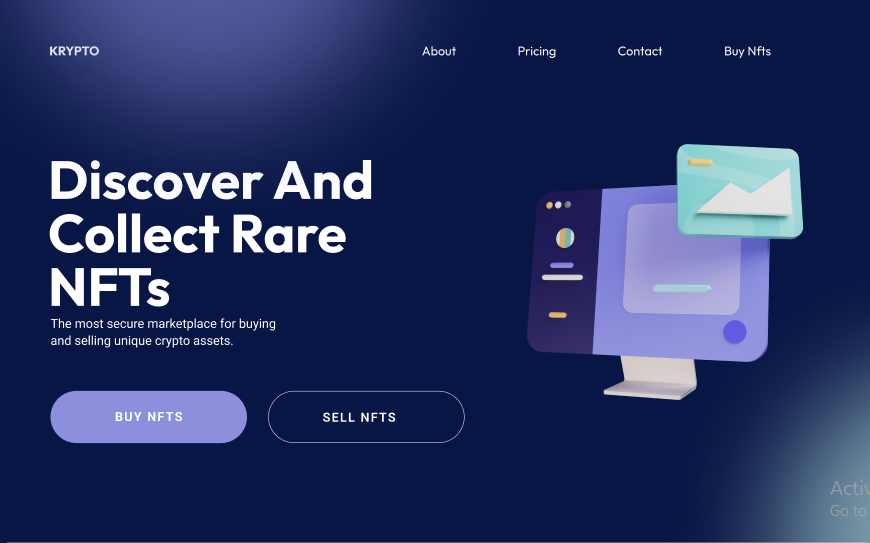 KRYPTO
About
Pricing
Contact
Buy Nfts
Discover And
Collect Rare
NFTs
The most secure marketplace for buying
and selling unique crypto assets.
BUY NFTS
SELL NFTS
Go to